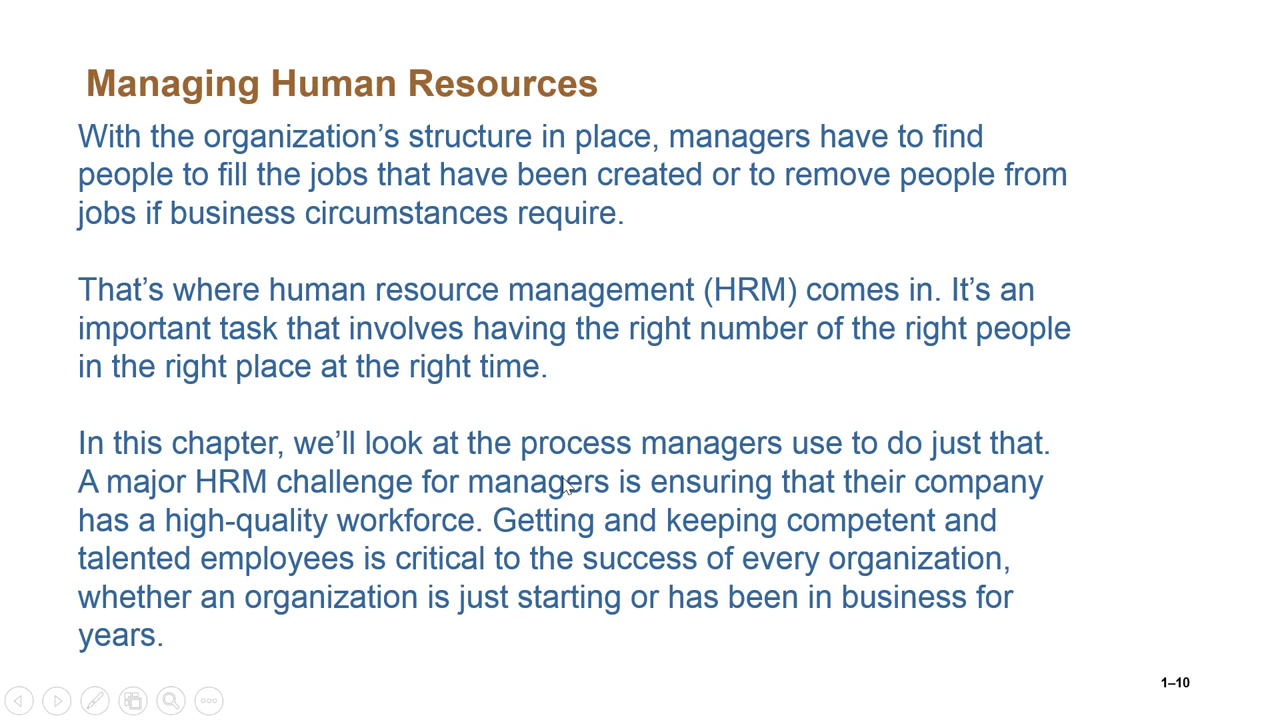 Managing Human Resources
With the organization’s structure in place, managers have to find
people to fill the jobs that have been created or to remove people from
jobs if business circumstances require.
That’s where human resource management (HRM) comes in. It’s an
important task that involves having the right number of the right people
in the right place at the right time.
In this chapter, we’ll look at the process managers use to do just that.
A major HRM challenge for managers is ensuring that their company
has a high-quality workforce. Getting and keeping competent and
talented employees is critical to the success of every organization,
whether an organization is just starting or has been in business for
years.
1–10